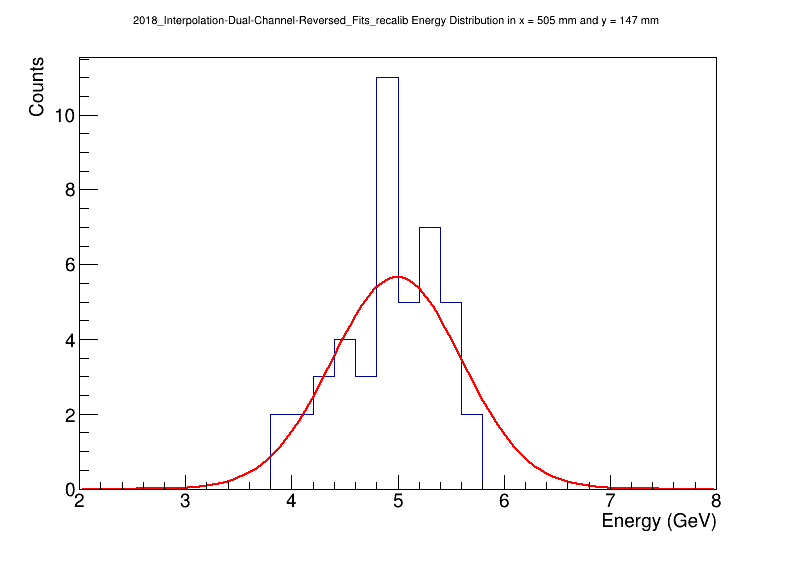 2018_Interpolation-Dual-Channel-Reversed_Fits_recalib Energy Distribution in x = 505 mm and y = 147 mm
Counts
10
8
6
4
2
0
2 3 4 5 6 7 8
Energy (GeV)